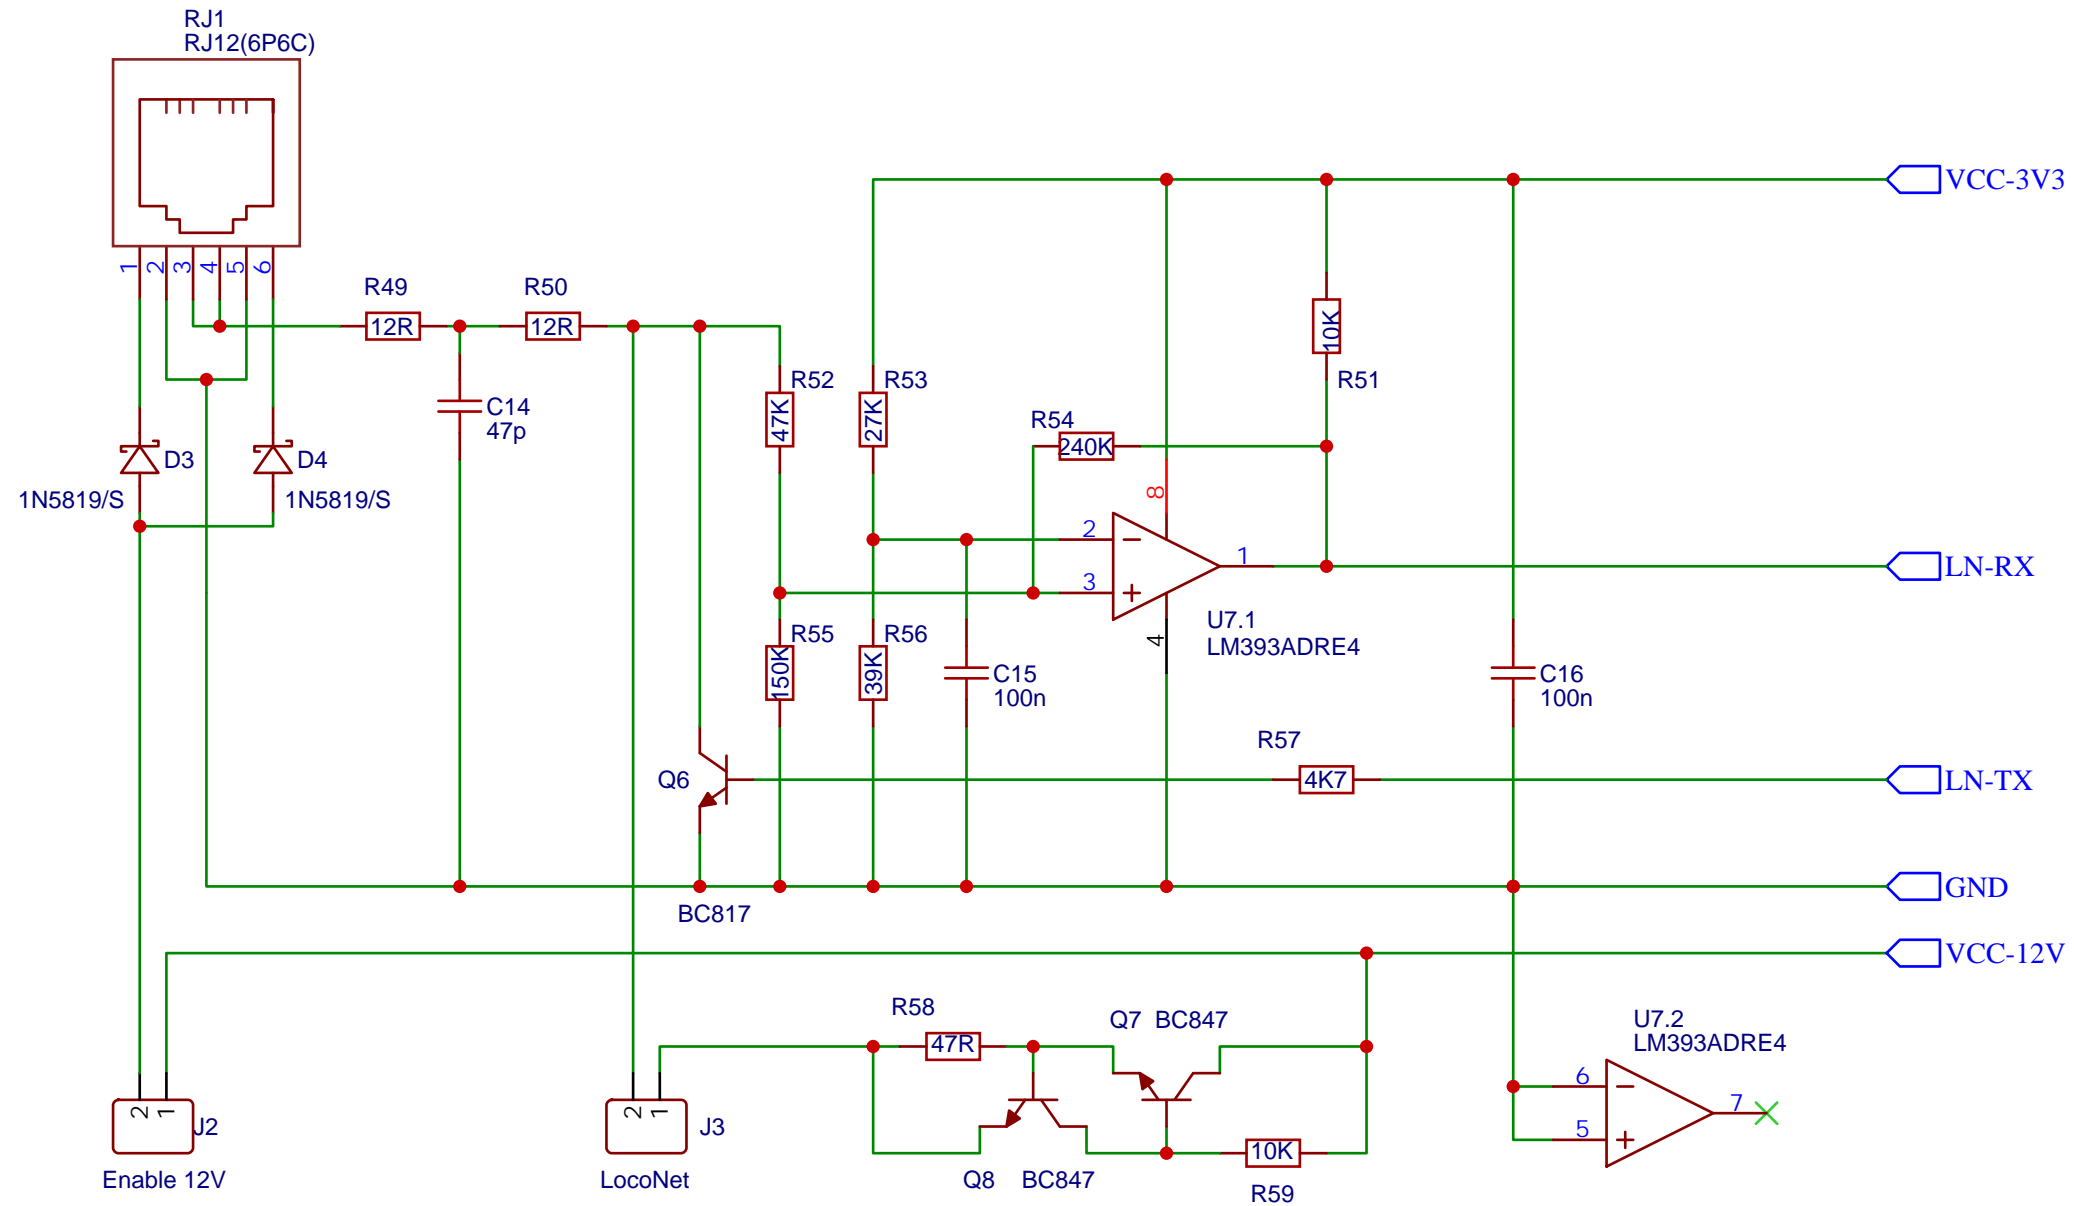 RJ1
RJ12(6P6C)
1
2
3
4
5
6
R49
12R
R50
12R
C14
47p
D3
1N5819/S
D4
1N5819/S
R52
47K
R53
27K
R54
240K
10K
R51
VCC-3V3
8
2
3
1
4
U7.1
LM393ADRE4
LN-RX
R55
150K
R56
39K
C15
100n
C16
100n
R57
4K7
LN-TX
Q6
BC817
GND
VCC-12V
R58
47R
Q7 BC847
Q8 BC847
10K
R59
U7.2
LM393ADRE4
6
5
7
2
1
J2
Enable 12V
2
1
J3
LocoNet